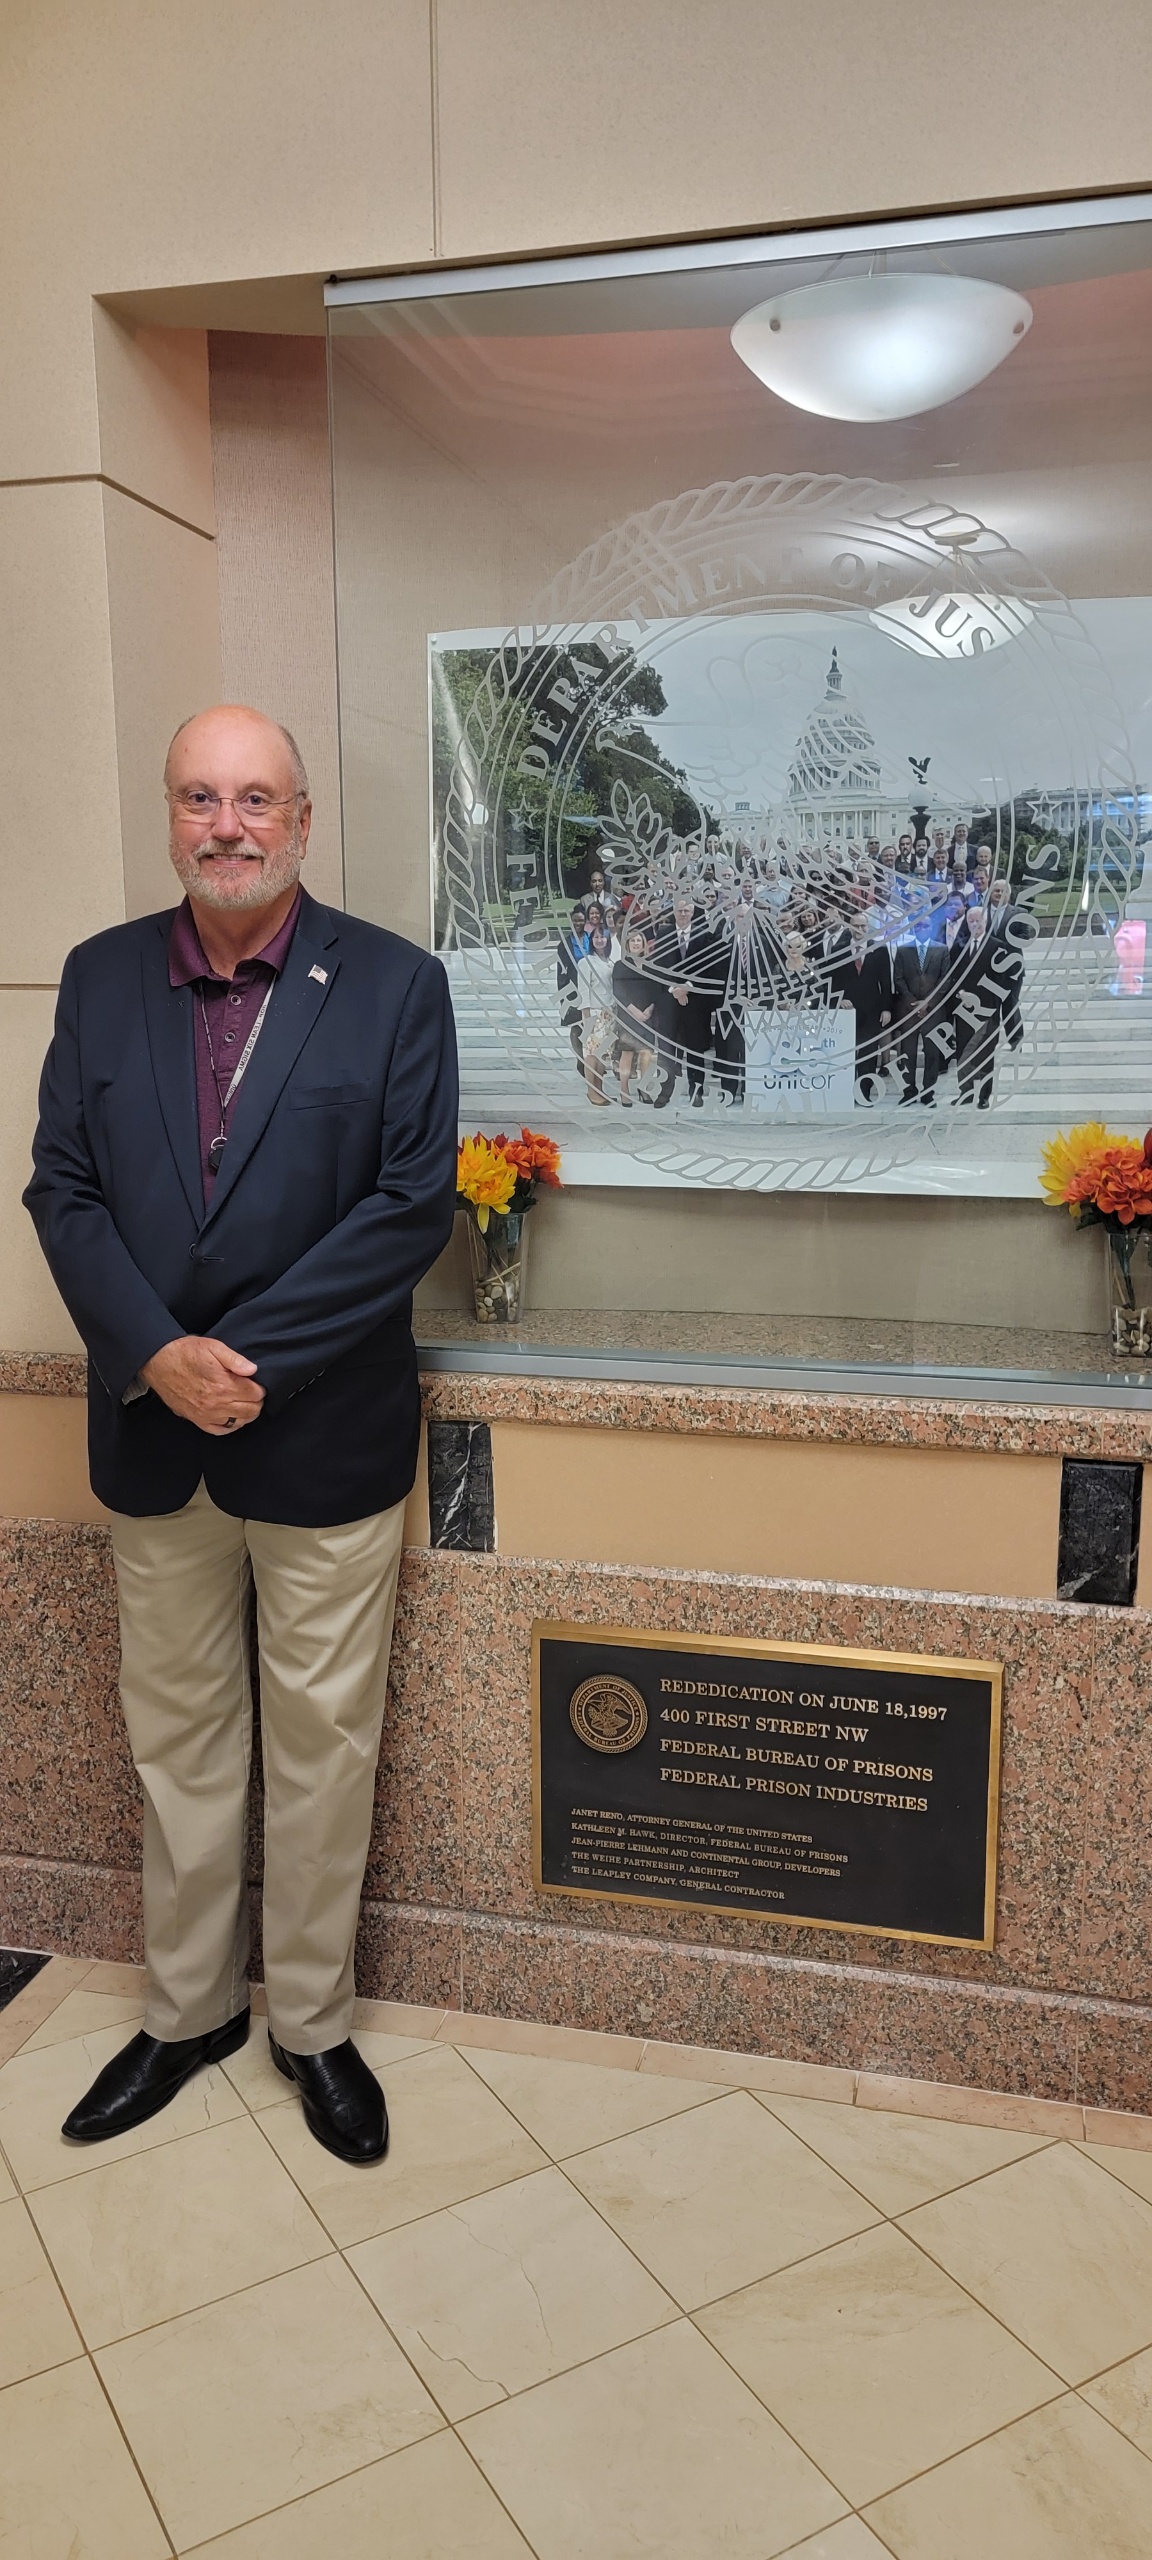 DEPARTMENT OF JUS
BUREAU OF PRISONS
th
unicor
REDEDICATION ON JUNE 18,1997
400 FIRST STREET NW
FEDERAL BUREAU OF PRISONS
FEDERAL PRISON INDUSTRIES
JANET RENO, ATTORNEY GENERAL OF THE UNITED STATES
KATHLEEN M. HAWK, DIRECTOR, FEDERAL BUREAU OF PRISONS
JEAN-PIERRE LEHMANN AND CONTINENTAL GROUP, DEVELOPERS
THE WEIHE PARTNERSHIP, ARCHITECT
THE LEAPLEY COMPANY, GENERAL CONTRACTOR